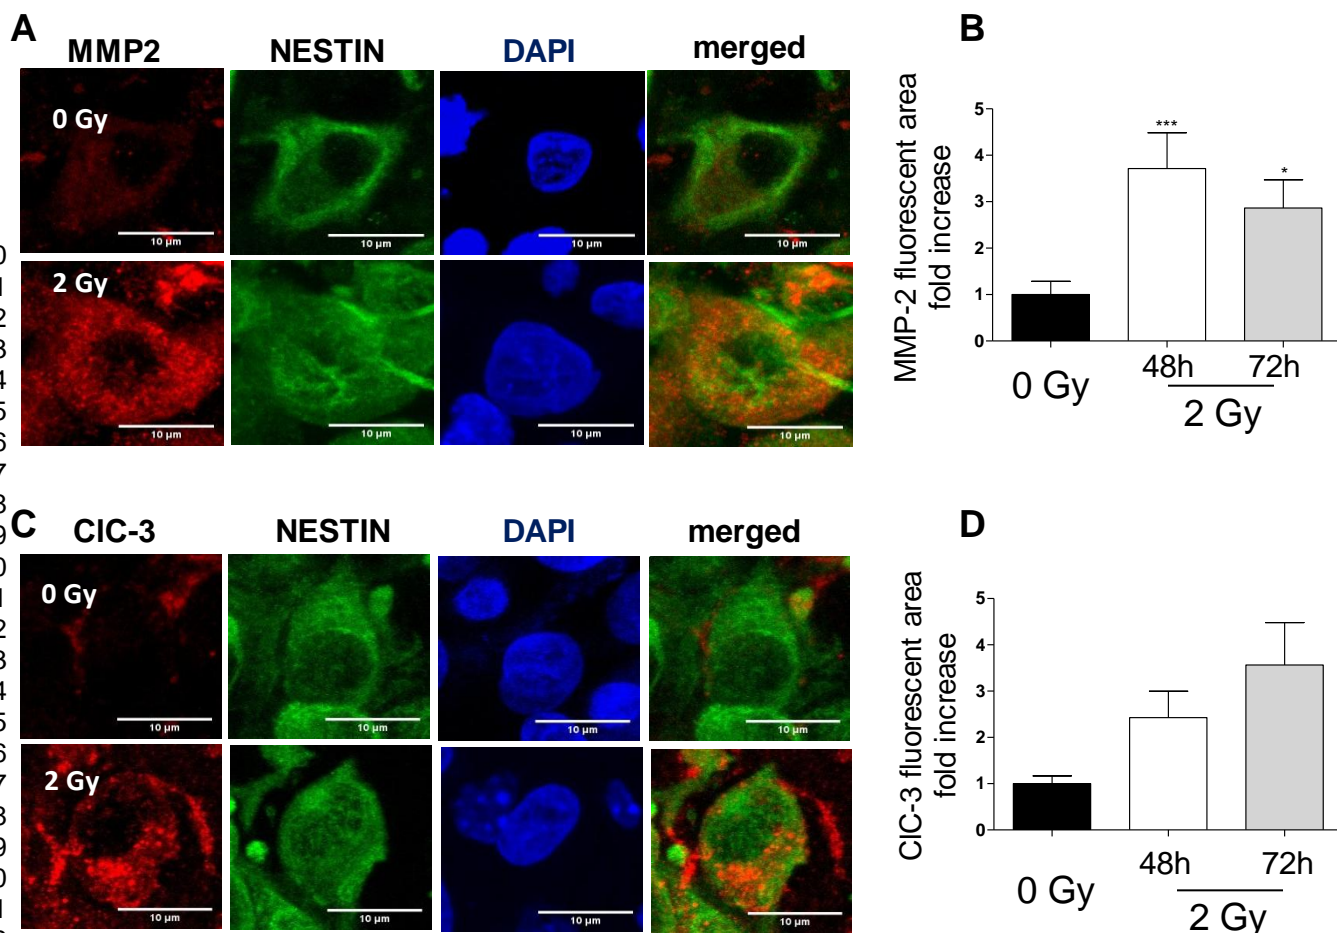 A
MMP2 NESTIN DAPI merged
0 Gy
10 µm 10 µm 10 µm 10 µm
2 Gy
10 µm 10 µm 10 µm 10 µm
B
MMP-2 fluorescent area
fold increase
5
4
3
2
1
0
***
*
0 Gy
48h 72h
2 Gy
C
ClC-3 NESTIN DAPI merged
0 Gy
10 µm 10 µm 10 µm 10 µm
2 Gy
10 µm 10 µm 10 µm 10 µm
D
ClC-3 fluorescent area
fold increase
5
4
3
2
1
0
0 Gy
48h 72h
2 Gy